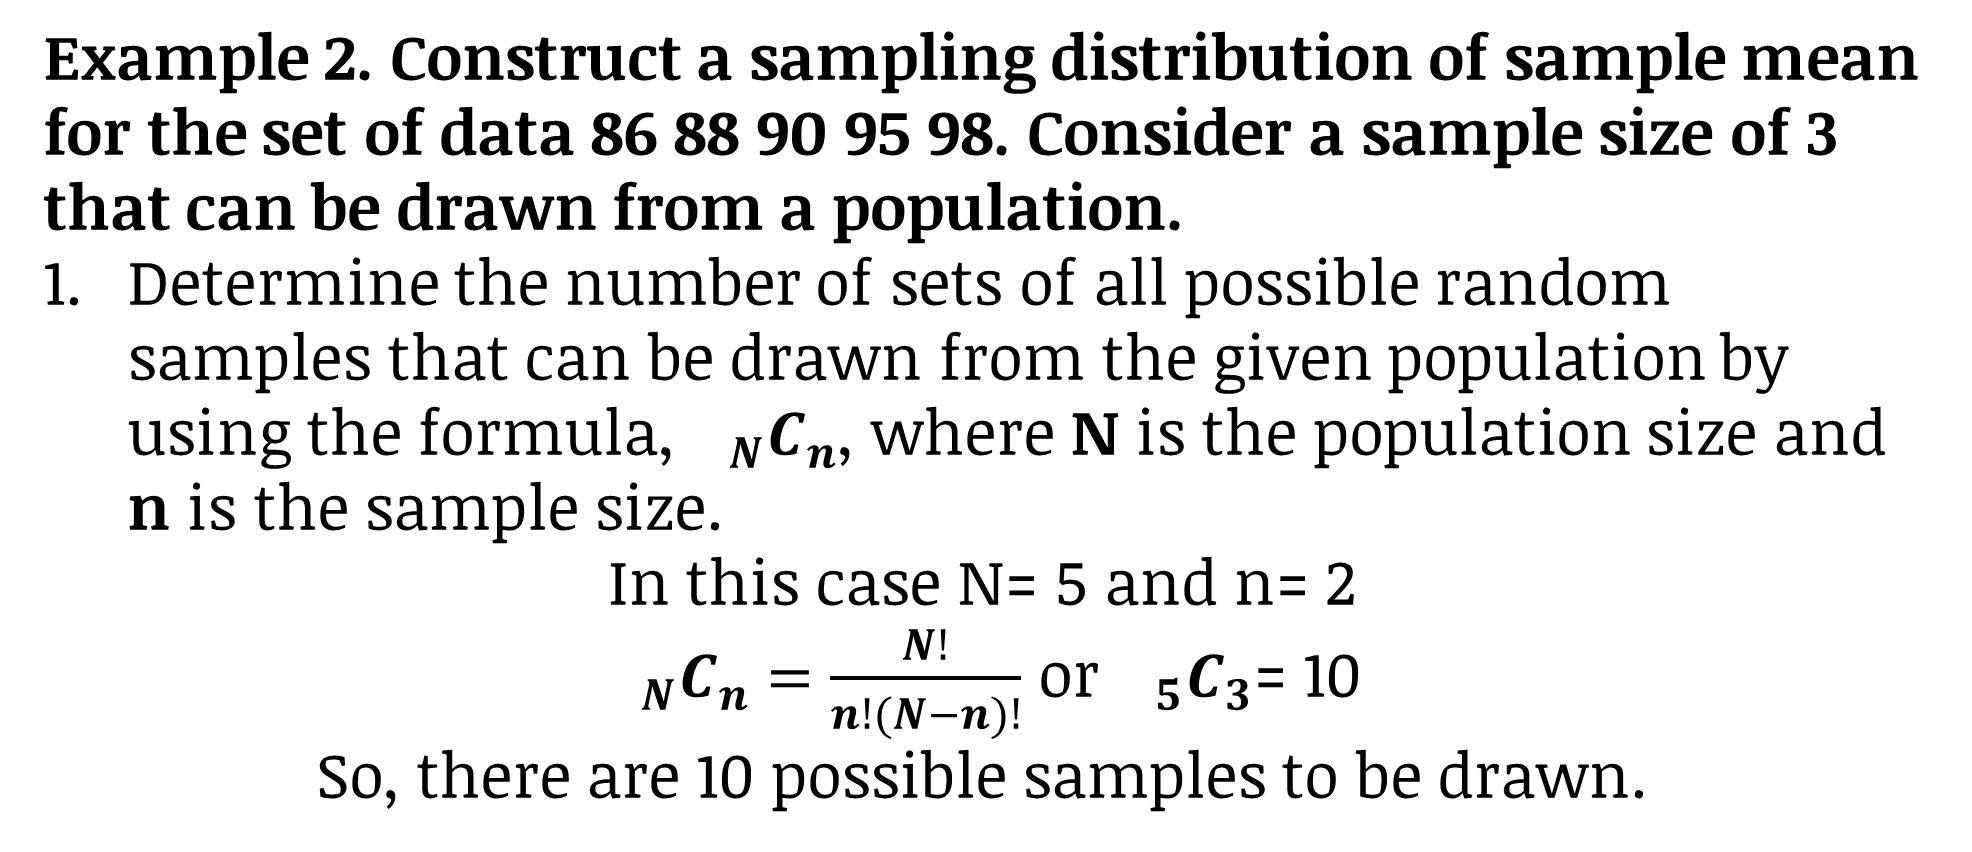 Example 2. Construct a sampling distribution of sample mean
for the set of data 86 88 90 95 98. Consider a sample size of 3
that can be drawn from a population.
1. Determine the number of sets of all possible random
samples that can be drawn from the given population by
using the formula, NCn, where N is the population size and
n is the sample size.
In this case N= 5 and n= 2
NCn = N!/n!(N−n)! or 5C3= 10
So, there are 10 possible samples to be drawn.